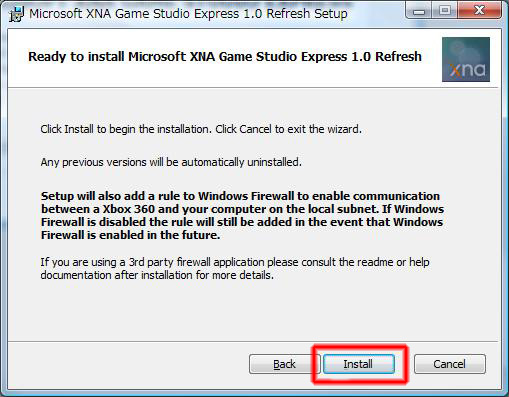 Microsoft XNA Game Studio Express 1.0 Refresh Setup
Ready to install Microsoft XNA Game Studio Express 1.0 Refresh
xna
Click Install to begin the installation. Click Cancel to exit the wizard.
Any previous versions will be automatically uninstalled.
Setup will also add a rule to Windows Firewall to enable communication
between a Xbox 360 and your computer on the local subnet. If Windows
Firewall is disabled the rule will still be added in the event that Windows
Firewall is enabled in the future.
If you are using a 3rd party firewall application please consult the readme or help
documentation after installation for more details.
Back Install Cancel